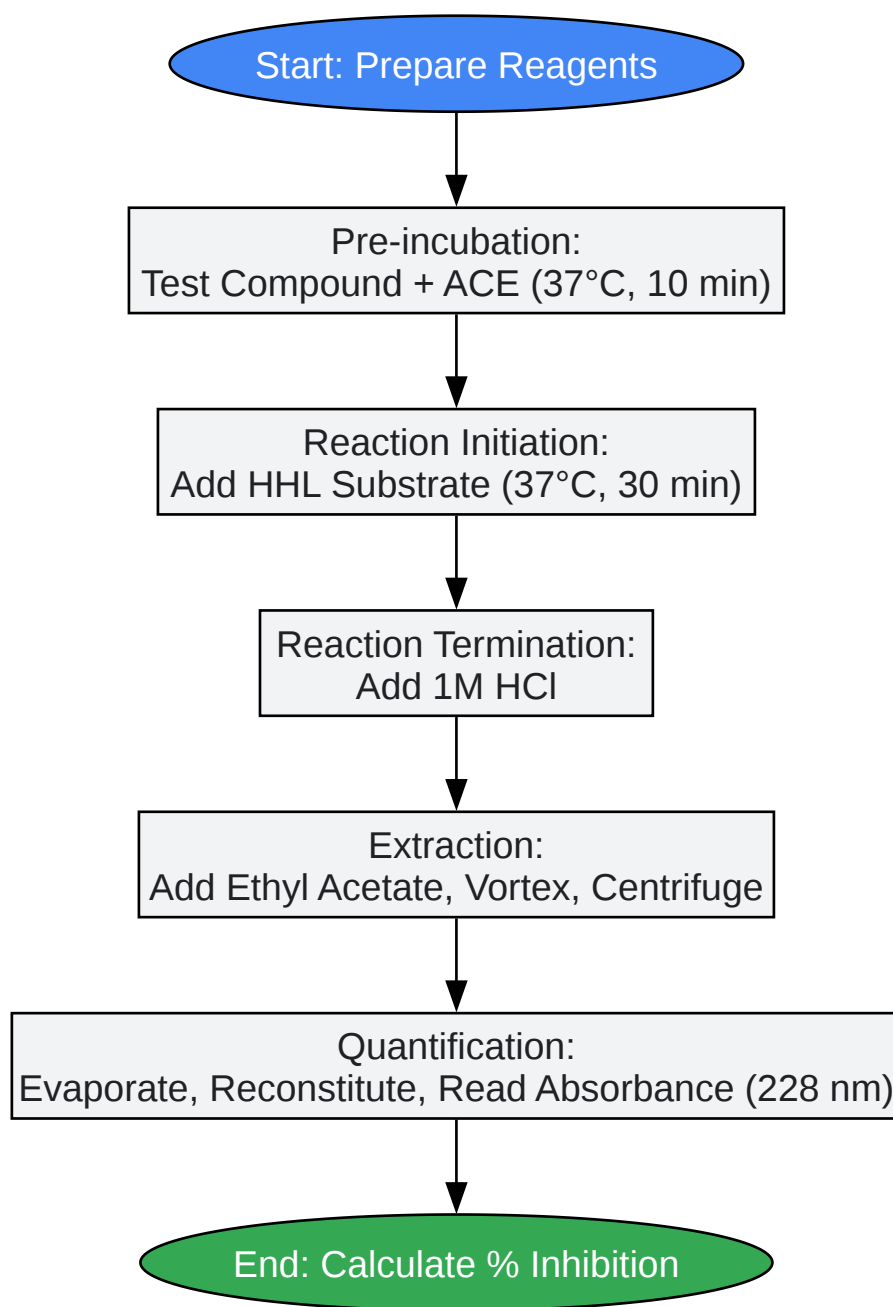 Start: Prepare Reagents
Pre-incubation:
Test Compound + ACE (37°C, 10 min)
Reaction Initiation:
Add HHL Substrate (37°C, 30 min)
Reaction Termination:
Add 1M HCl
Extraction:
Add Ethyl Acetate, Vortex, Centrifuge
Quantification:
Evaporate, Reconstitute, Read Absorbance (228 nm)
End: Calculate % Inhibition